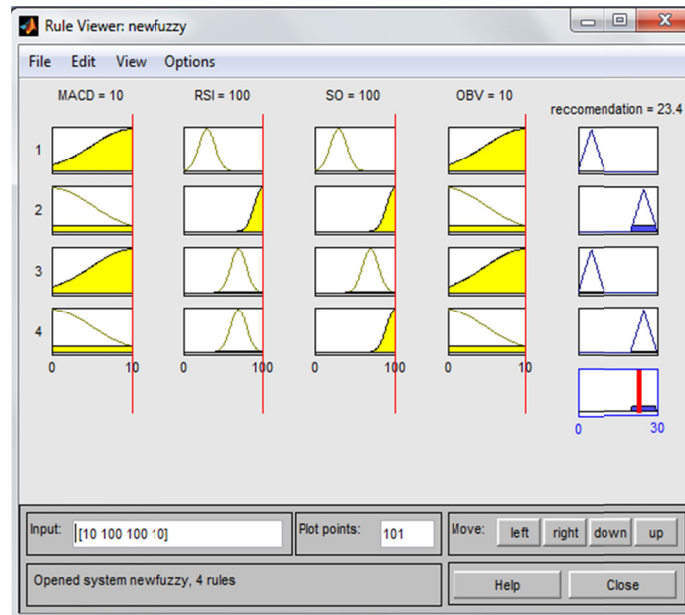 Rule Viewer: newfuzzy
File Edit View Options
MACD = 10 RSI = 100 SO = 100 OBV = 10 reccomendation = 23.4
1
2
3
4
0 10 0 100 0 100 0 10
0 30
Input: [10 100 100 10] Plot points: 101 Move: left right down up
Opened system newfuzzy, 4 rules Help Close